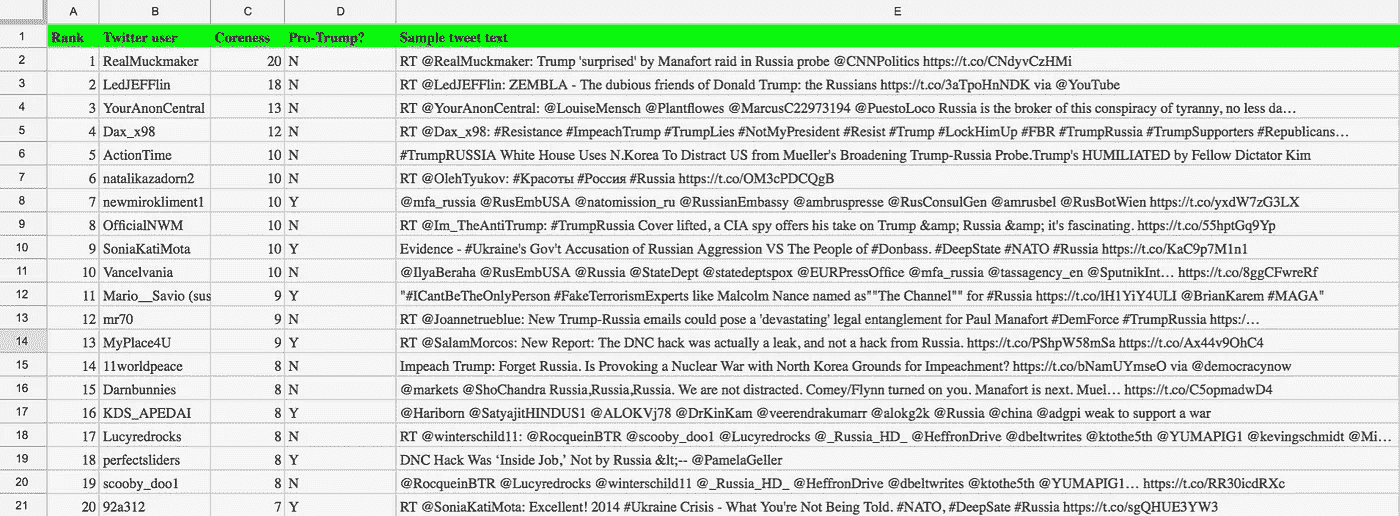 A B C D E
1 Rank Twitter user Coreness Pro-Trump? Sample tweet text
2 1 RealMuckmaker 20 N RT @RealMuckmaker: Trump 'surprised' by Manafort raid in Russia probe @CNNPolitics https://t.co/CNdyvCzHMi
3 2 LedJEFFlin 18 N RT @LedJEFFlin: ZEMBLA - The dubious friends of Donald Trump: the Russians https://t.co/3aTpoHnNDK via @YouTube
4 3 YourAnonCentral 13 N RT @YourAnonCentral: @LouiseMensch @Plantflowes @MarcusC22973194 @PuestoLoco Russia is the broker of this conspiracy of tyranny, no less da…
5 4 Dax_x98 12 N RT @Dax_x98: #Resistance #ImpeachTrump #TrumpLies #NotMyPresident #Resist #Trump #LockHimUp #FBR #TrumpRussia #TrumpSupporters #Republicans…
6 5 ActionTime 10 N #TrumpRUSSIA White House Uses N.Korea To Distract US from Mueller's Broadening Trump-Russia Probe.Trump's HUMILIATED by Fellow Dictator Kim
7 6 natalikazadorn2 10 N RT @OlehTyukov: #Красоты #Россия #Russia https://t.co/OM3cPDCQgB
8 7 newmirokliment1 10 Y @mfa_russia @RusEmbUSA @natomission_ru @RussianEmbassy @ambruspresse @RusConsulGen @amrusbel @RusBotWien https://t.co/yxdW7zG3LX
9 8 OfficialNWM 10 N RT @Im_TheAntiTrump: #TrumpRussia Cover lifted, a CIA spy offers his take on Trump &amp; Russia &amp; it's fascinating. https://t.co/55hptGq9Yp
10 9 SoniaKatiMota 10 Y Evidence - #Ukraine's Gov't Accusation of Russian Aggression VS The People of #Donbass. #DeepState #NATO #Russia https://t.co/KaC9p7M1n1
11 10 Vancelvania 10 N @IlyaBeraha @RusEmbUSA @Russia @StateDept @statedeptspox @EURPressOffice @mfa_russia @tassagency_en @SputnikInt… https://t.co/8ggCFwreRf
12 11 Mario__Savio (sus 9 Y "#ICantBeTheOnlyPerson #FakeTerrorismExperts like Malcolm Nance named as""The Channel"" for #Russia https://t.co/lH1YiY4ULI @BrianKarem #MAGA"
13 12 mr70 9 N RT @Joannetrueblue: New Trump-Russia emails could pose a 'devastating' legal entanglement for Paul Manafort #DemForce #TrumpRussia https:/…
14 13 MyPlace4U 9 Y RT @SalamMorcos: New Report: The DNC hack was actually a leak, and not a hack from Russia. https://t.co/PShpW58mSa https://t.co/Ax44v9OhC4
15 14 11worldpeace 8 N Impeach Trump: Forget Russia. Is Provoking a Nuclear War with North Korea Grounds for Impeachment? https://t.co/bNamUYmseO via @democracynow
16 15 Darnbunnies 8 N @markets @ShoChandra Russia,Russia,Russia. We are not distracted. Comey/Flynn turned on you. Manafort is next. Muel… https://t.co/C5opmadwD4
17 16 KDS_APEDAI 8 Y @Hariborn @SatyajitHINDUS1 @ALOKVj78 @DrKinKam @veerendrakumarr @alokg2k @Russia @china @adgpi weak to support a war
18 17 Lucyredrocks 8 N RT @winterschild11: @RocqueinBTR @scooby_doo1 @Lucyredrocks @_Russia_HD_ @HeffronDrive @dbeltwrites @ktothe5th @YUMAPIG1 @kevingschmidt @Mi…
19 18 perfectsliders 8 Y DNC Hack Was ‘Inside Job,’ Not by Russia &lt;-- @PamelaGeller
20 19 scooby_doo1 8 N @RocqueinBTR @Lucyredrocks @winterschild11 @_Russia_HD_ @HeffronDrive @dbeltwrites @ktothe5th @YUMAPIG1… https://t.co/RR30icdRXc
21 20 92a312 7 Y RT @SoniaKatiMota: Excellent! 2014 #Ukraine Crisis - What You're Not Being Told. #NATO, #DeepSate #Russia https://t.co/sgQHUE3YW3